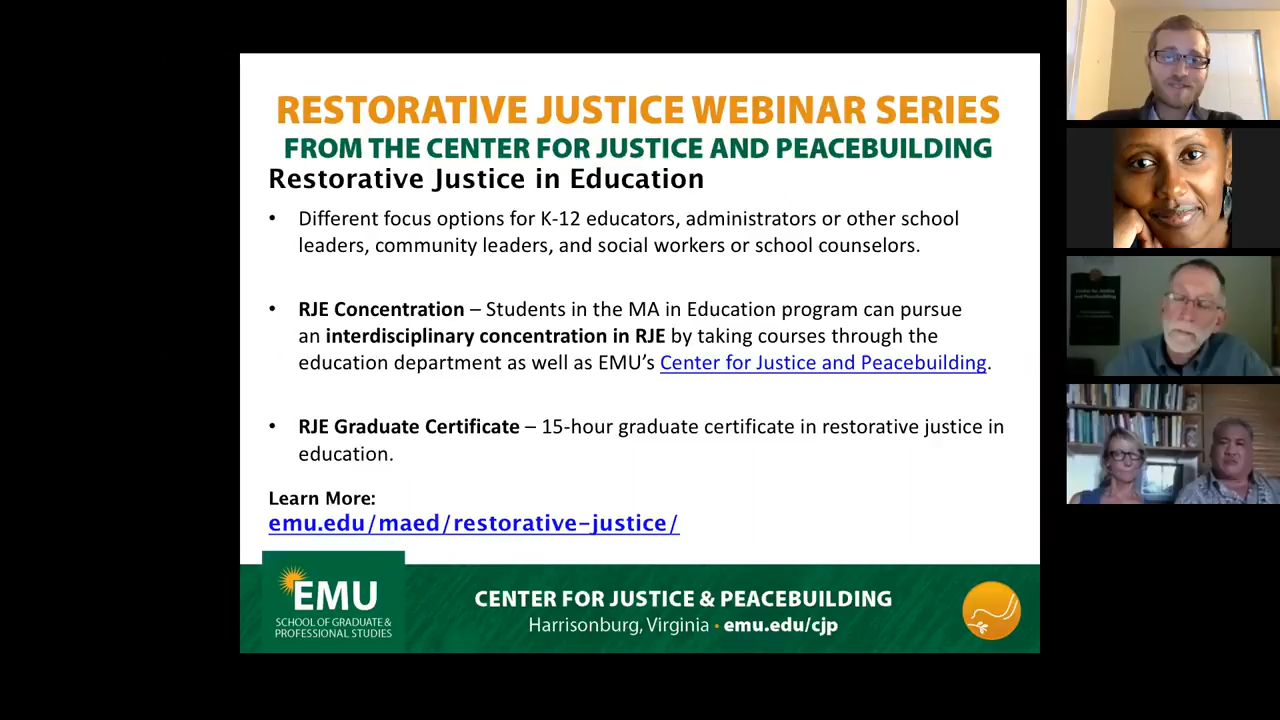 RESTORATIVE JUSTICE WEBINAR SERIES
FROM THE CENTER FOR JUSTICE AND PEACEBUILDING
Restorative Justice in Education
• Different focus options for K-12 educators, administrators or other school
leaders, community leaders, and social workers or school counselors.
• RJE Concentration – Students in the MA in Education program can pursue
an interdisciplinary concentration in RJE by taking courses through the
education department as well as EMU’s Center for Justice and Peacebuilding.
• RJE Graduate Certificate – 15-hour graduate certificate in restorative justice in
education.
Learn More:
emu.edu/maed/restorative-justice/
EMU
SCHOOL OF GRADUATE &
PROFESSIONAL STUDIES
CENTER FOR JUSTICE & PEACEBUILDING
Harrisonburg, Virginia • emu.edu/cjp
Center for Justice
and Peacebuilding